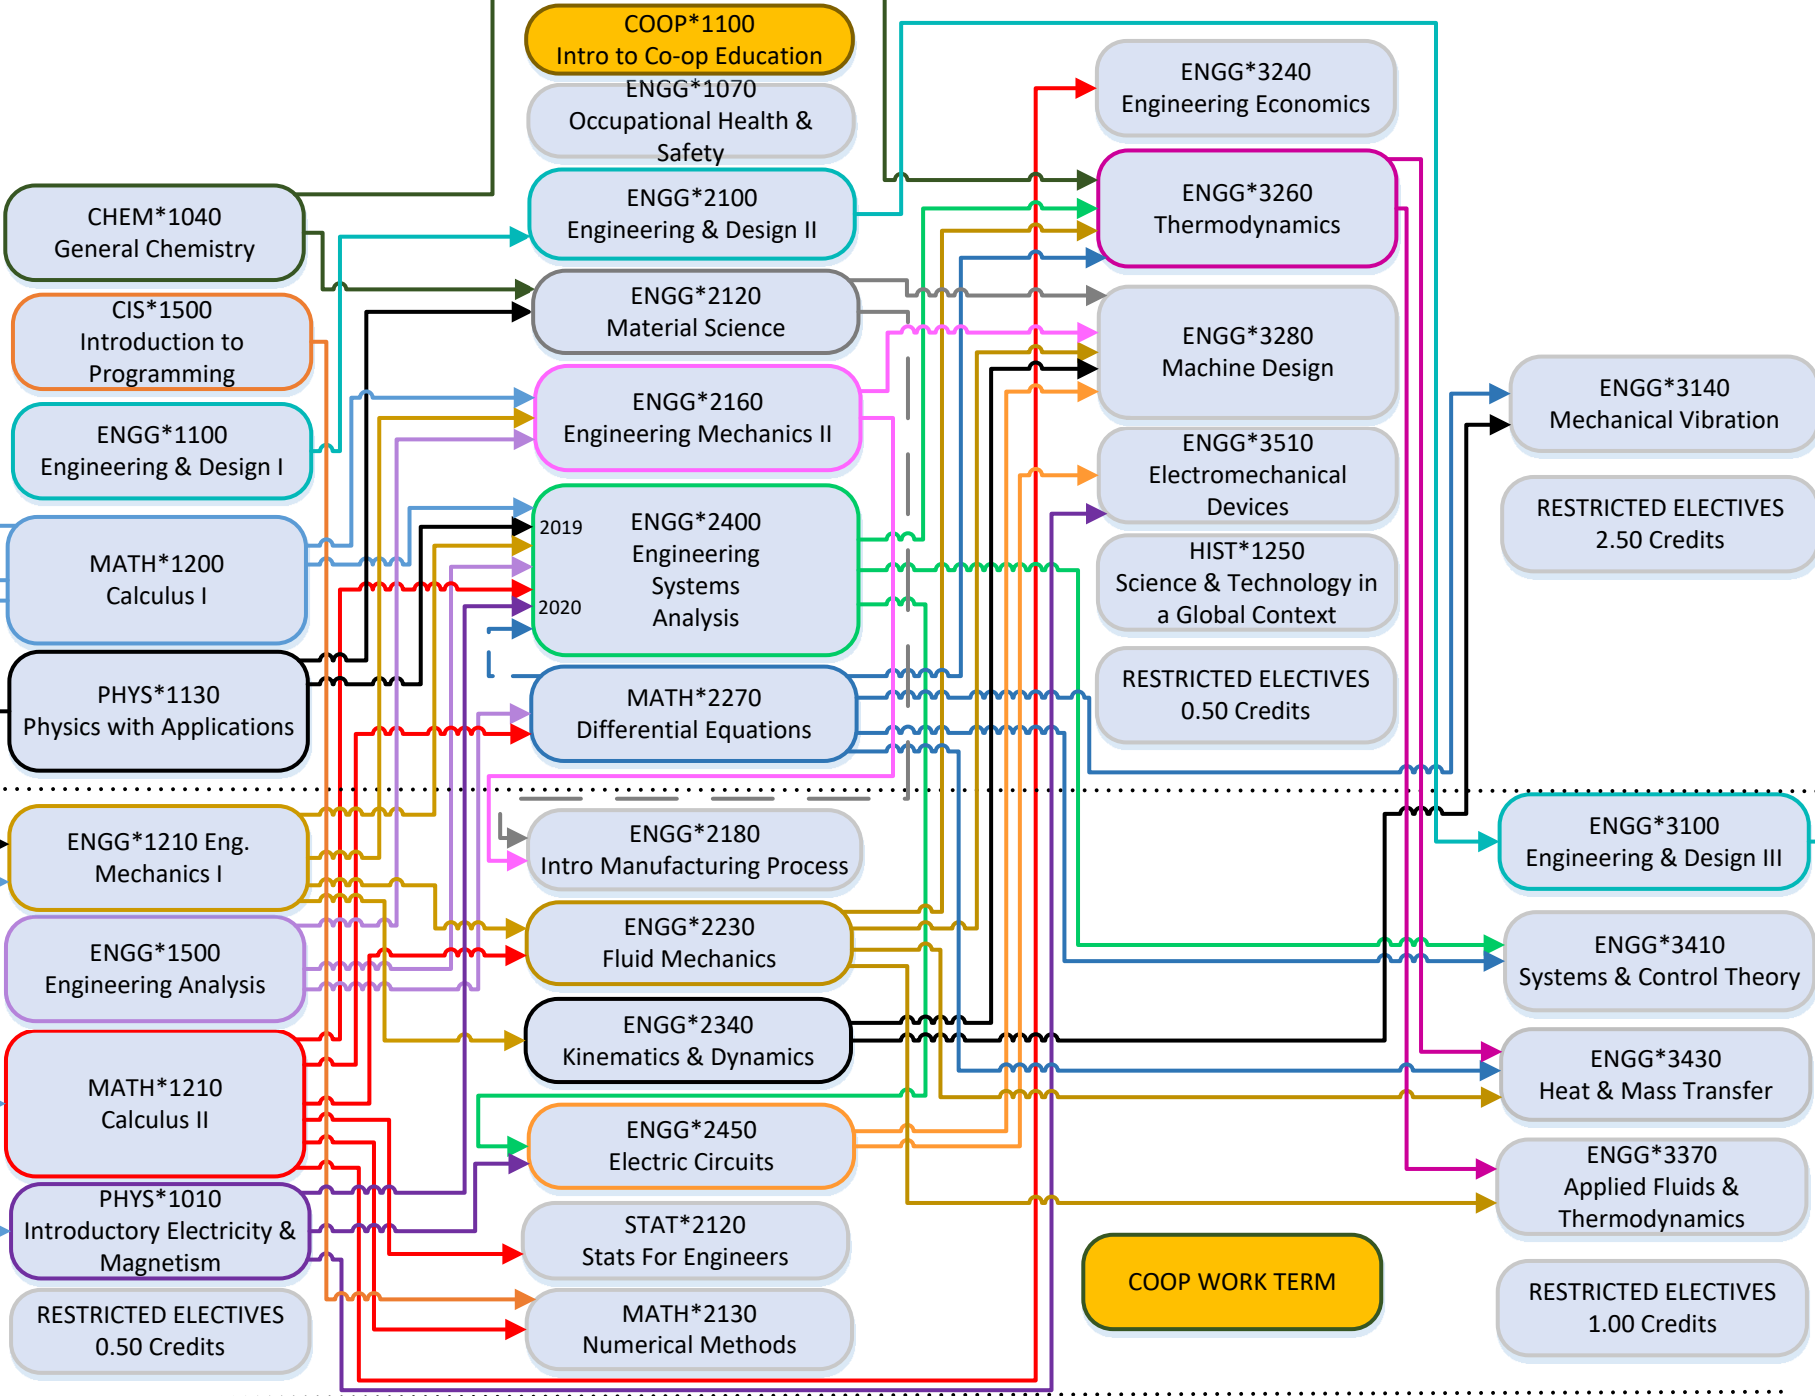 CHEM*1040
General Chemistry
CIS*1500
Introduction to
Programming
ENGG*1100
Engineering & Design I
MATH*1200
Calculus I
PHYS*1130
Physics with Applications
ENGG*1210 Eng.
Mechanics I
ENGG*1500
Engineering Analysis
MATH*1210
Calculus II
PHYS*1010
Introductory Electricity &
Magnetism
RESTRICTED ELECTIVES
0.50 Credits
COOP*1100
Intro to Co-op Education
ENGG*1070
Occupational Health &
Safety
ENGG*2100
Engineering & Design II
ENGG*2120
Material Science
ENGG*2160
Engineering Mechanics II
2019
2020
ENGG*2400
Engineering
Systems
Analysis
MATH*2270
Differential Equations
ENGG*2180
Intro Manufacturing Process
ENGG*2230
Fluid Mechanics
ENGG*2340
Kinematics & Dynamics
ENGG*2450
Electric Circuits
STAT*2120
Stats For Engineers
MATH*2130
Numerical Methods
ENGG*3240
Engineering Economics
ENGG*3260
Thermodynamics
ENGG*3280
Machine Design
ENGG*3510
Electromechanical
Devices
HIST*1250
Science & Technology in
a Global Context
RESTRICTED ELECTIVES
0.50 Credits
COOP WORK TERM
ENGG*3140
Mechanical Vibration
RESTRICTED ELECTIVES
2.50 Credits
ENGG*3100
Engineering & Design III
ENGG*3410
Systems & Control Theory
ENGG*3430
Heat & Mass Transfer
ENGG*3370
Applied Fluids &
Thermodynamics
RESTRICTED ELECTIVES
1.00 Credits